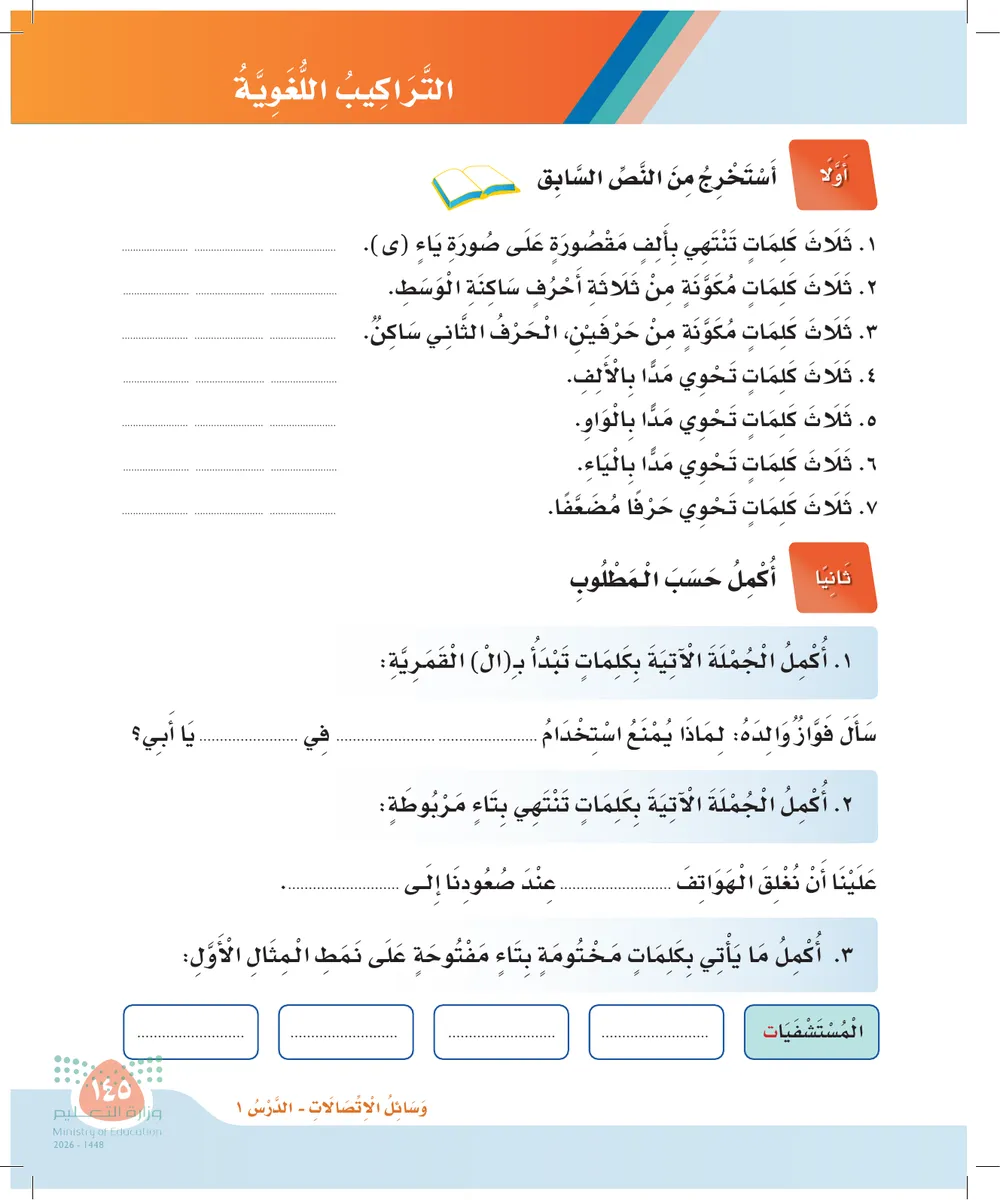 التَّرَاكِيبُ اللُّغَوِيَّةُ
أَوَّلًا
أَسْتَخْرِجُ مِنَ النَّصِّ السَّابِقِ
١. ثَلَاثَ كَلِمَاتٍ تَنْتَهِي بِأَلِفٍ مَقْصُورَةٍ عَلَى صُورَةِ يَاءٍ (ى). .................. .................. ..................
٢. ثَلَاثَ كَلِمَاتٍ مُكَوَّنَةٍ مِنْ ثَلَاثَةِ أَحْرُفٍ سَاكِنَةِ الْوَسَطِ. .................. .................. ..................
٣. ثَلَاثَ كَلِمَاتٍ مُكَوَّنَةٍ مِنْ حَرْفَيْنِ، الْحَرْفُ الثَّانِي سَاكِنٌ. .................. .................. ..................
٤. ثَلَاثَ كَلِمَاتٍ تَحْوِي مَدًّا بِالْأَلِفِ. .................. .................. ..................
٥. ثَلَاثَ كَلِمَاتٍ تَحْوِي مَدًّا بِالْوَاوِ. .................. .................. ..................
٦. ثَلَاثَ كَلِمَاتٍ تَحْوِي مَدًّا بِالْيَاءِ. .................. .................. ..................
٧. ثَلَاثَ كَلِمَاتٍ تَحْوِي حَرْفًا مُضَعَّفًا. .................. .................. ..................
ثَانِيًا
أُكْمِلُ حَسَبَ الْمَطْلُوبِ
١. أُكْمِلُ الْجُمْلَةَ الْآتِيَةَ بِكَلِمَاتٍ تَبْدَأُ بـِ(الْ) الْقَمَرِيَّةِ:
سَأَلَ فَوَّازٌ وَالِدَهُ: لِمَاذَا يُمْنَعُ اسْتِخْدَامُ ........................ ........................ فِي ........................ يَا أَبِي؟
٢. أُكْمِلُ الْجُمْلَةَ الْآتِيَةَ بِكَلِمَاتٍ تَنْتَهِي بِتَاءٍ مَرْبُوطَةٍ:
عَلَيْنَا أَنْ نُغْلِقَ الْهَوَاتِفَ ........................... عِنْدَ صُعُودِنَا إِلَى ...........................
٣. أُكْمِلُ مَا يَأْتِي بِكَلِمَاتٍ مَخْتُومَةٍ بِتَاءٍ مَفْتُوحَةٍ عَلَى نَمَطِ الْمِثَالِ الْأَوَّلِ:
الْمُسْتَشْفَيَات .......................... .......................... .......................... ..........................
وَسَائِلُ الْاِتِّصَالَاتِ - الدَّرْسُ ١
١٤٥
وزارة التعليم
Ministry of Education
2026 - 1448